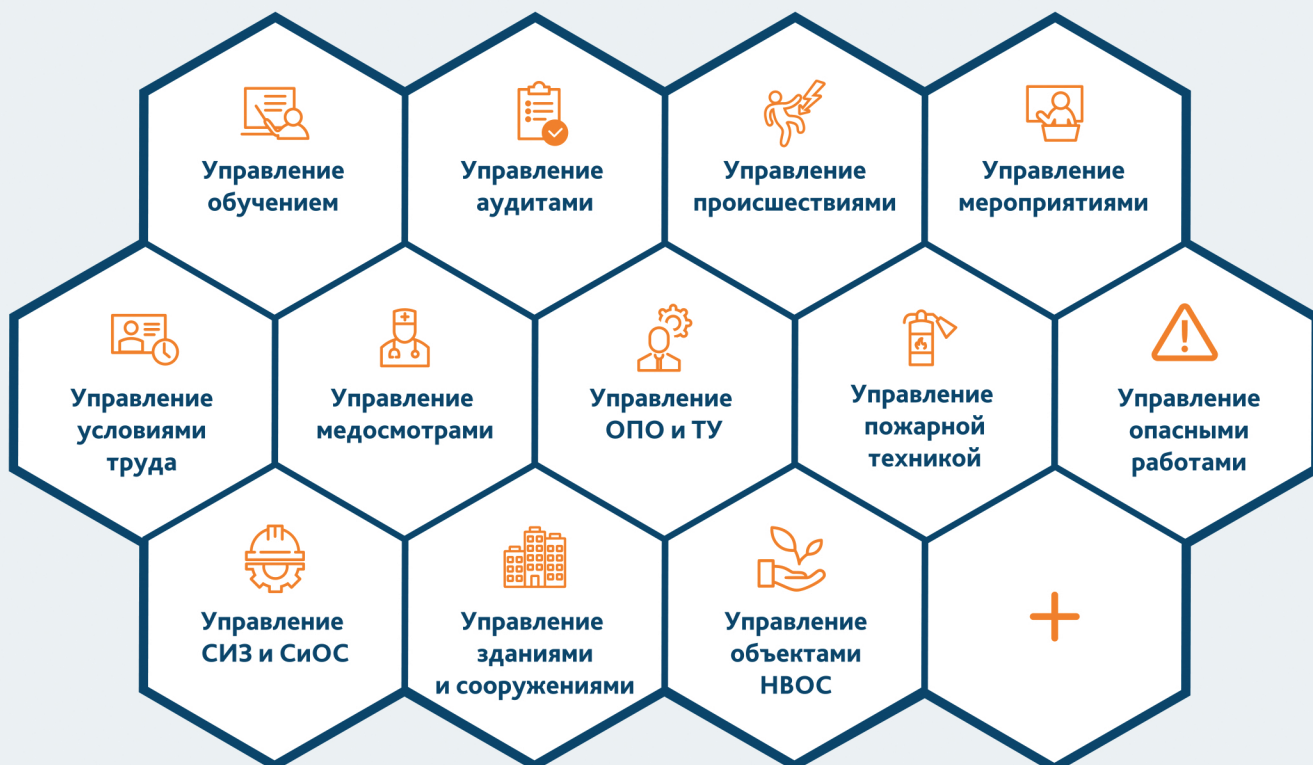 Управление
обучением
Управление
аудитами
Управление
происшествиями
Управление
мероприятиями
Управление
условиями
труда
Управление
медосмотрами
Управление
ОПО и ТУ
Управление
пожарной
техникой
Управление
опасными
работами
Управление
СИЗ и СиОС
Управление
зданиями
и сооружениями
Управление
объектами
НВОС